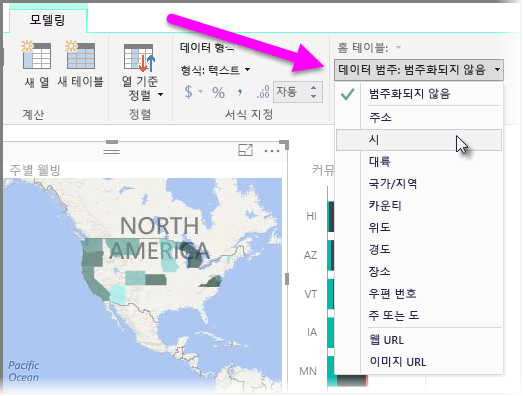 모델링
새 열
새 테이블
계산
열 기준
정렬
정렬
데이터 형식
형식: 텍스트
$ % , .00
자동
서식 지정
홈 테이블:
데이터 범주: 범주화되지 않음
범주화되지 않음
주소
시
대륙
국가/지역
카운티
위도
경도
장소
우편 번호
주 또는 도
웹 URL
이미지 URL
주별 웰빙
NORTH
AMERICA
Pacific
Ocean
커뮤
HI
AZ
VT
IA
MN